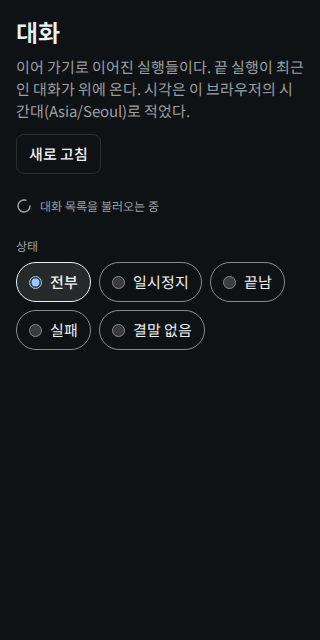 대화
이어 가기로 이어진 실행들이다. 끝 실행이 최근
인 대화가 위에 온다. 시각은 이 브라우저의 시
간대(Asia/Seoul)로 적었다.
새로 고침
대화 목록을 불러오는 중
상태
전부
일시정지
끝남
실패
결말 없음